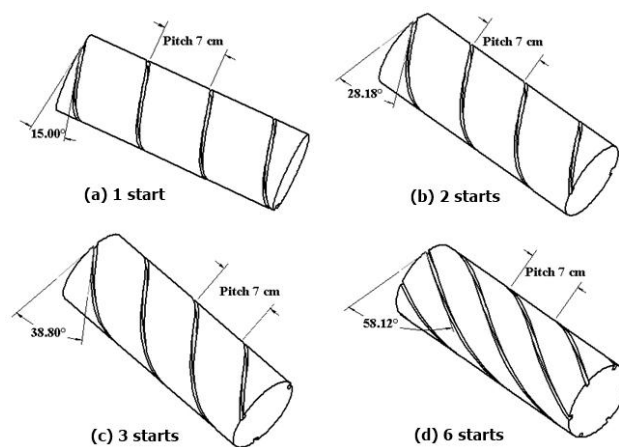 Pitch 7 cm
15.00°
(a) 1 start
Pitch 7 cm
28.18°
(b) 2 starts
Pitch 7 cm
38.80°
(c) 3 starts
Pitch 7 cm
58.12°
(d) 6 starts